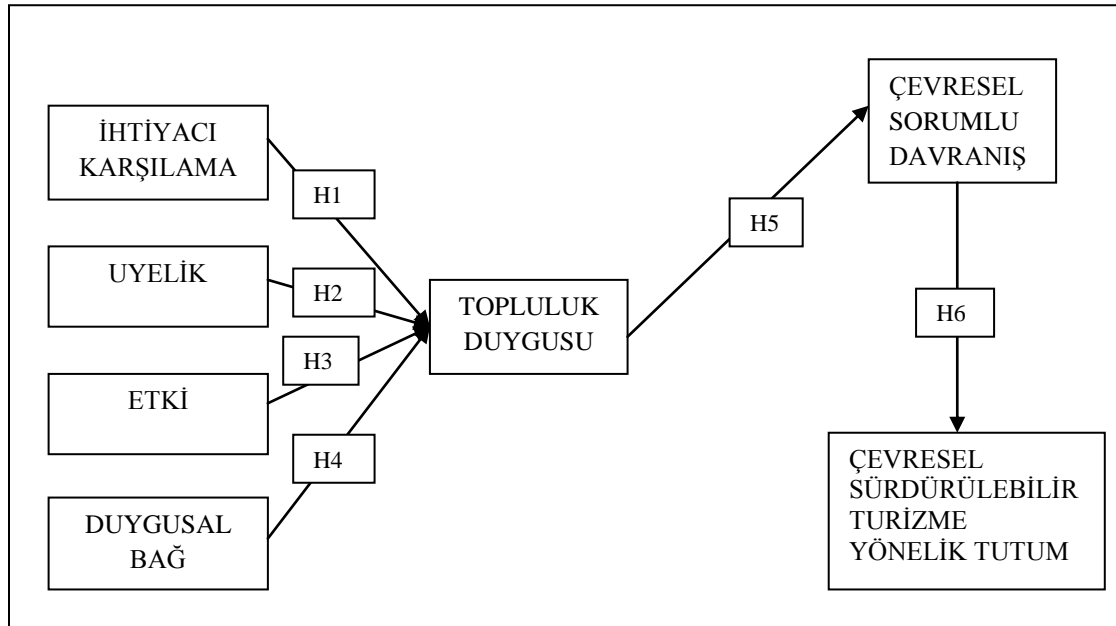 İHTİYACI
KARŞILAMA
H1
UYELİK
H2
ETKİ
H3
DUYGUSAL
BAĞ
H4
TOPLULUK
DUYGUSU
H5
ÇEVRESEL
SORUMLU
DAVRANIŞ
H6
ÇEVRESEL
SÜRDÜRÜLEBİLİR
TURİZME
YÖNELİK TUTUM